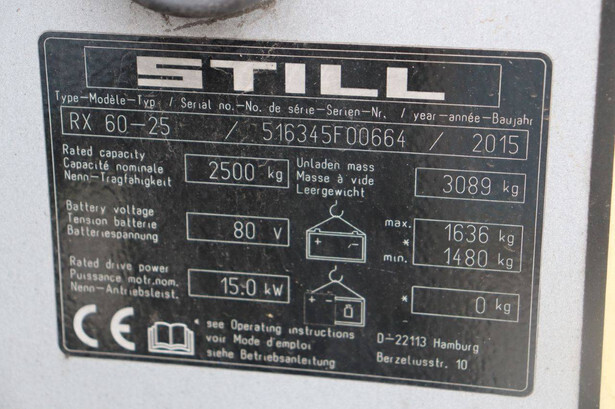 STILL
Type-Modèle-Typ / Serial no.-No. de série-Serien-Nr. / year-année-Baujahr
RX 60-25 / 516345F00664 / 2015
Rated capacity
Capacité nominale
Nenn-Tragfähigkeit
2500 kg
Unladen mass
Masse à vide
Leergewicht
3089 kg
Battery voltage
Tension batterie
Batteriespannung
80 V
max. 1636 kg
*
min. 1480 kg
Rated drive power
Puissance motr.nom.
Nenn-Antriebsleist.
15.0 kW
* 0 kg
CE
* see Operating instructions
voir Mode d'emploi
siehe Betriebsanleitung
D-22113 Hamburg
Berzeliusstr. 10